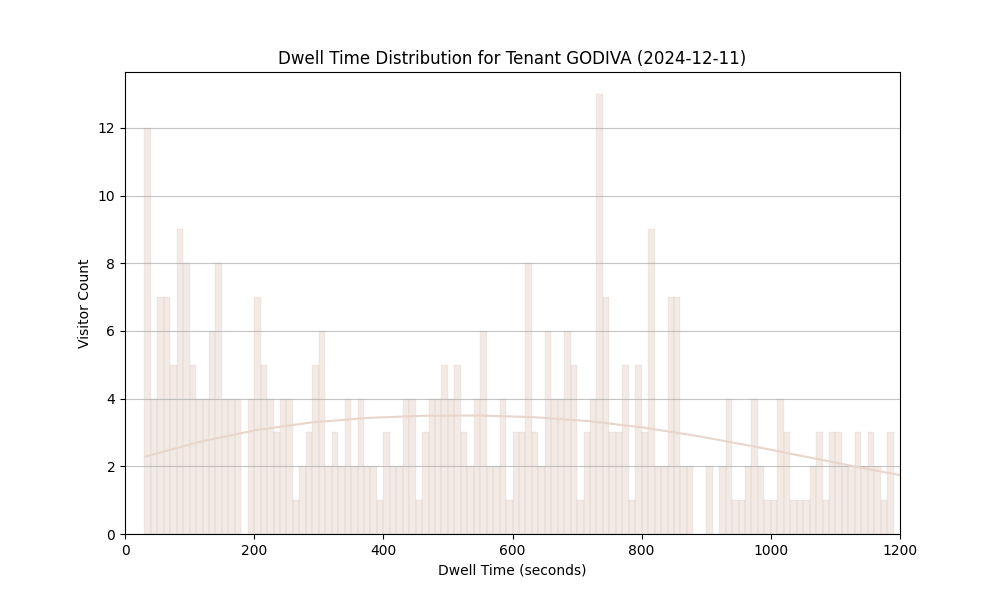 Dwell Time Distribution for Tenant GODIVA (2024-12-11)
12
10
8
6
4
2
0
Visitor Count
0 200 400 600 800 1000 1200
Dwell Time (seconds)